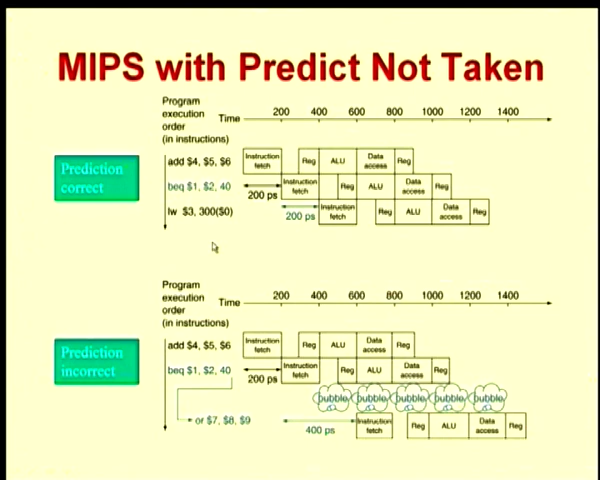 MIPS with Predict Not Taken
Program
execution
order
(in instructions)
Time
200 400 600 800 1000 1200 1400
Prediction
correct
add $4, $5, $6
Instruction
fetch
Reg
ALU
Data
access
Reg
beq $1, $2, 40
200 ps
Instruction
fetch
Reg
ALU
Data
access
Reg
lw $3, 300($0)
200 ps
Instruction
fetch
Reg
ALU
Data
access
Reg
Program
execution
order
(in instructions)
Time
200 400 600 800 1000 1200 1400
Prediction
incorrect
add $4, $5, $6
Instruction
fetch
Reg
ALU
Data
access
Reg
beq $1, $2, 40
200 ps
Instruction
fetch
Reg
ALU
Data
access
Reg
bubble bubble bubble bubble bubble
or $7, $8, $9
400 ps
Instruction
fetch
Reg
ALU
Data
access
Reg